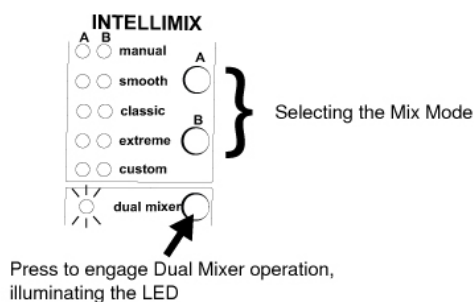 INTELLIMIX
A B
manual
A
smooth
classic
B
extreme
custom
Selecting the Mix Mode
dual mixer
Press to engage Dual Mixer operation,
illuminating the LED